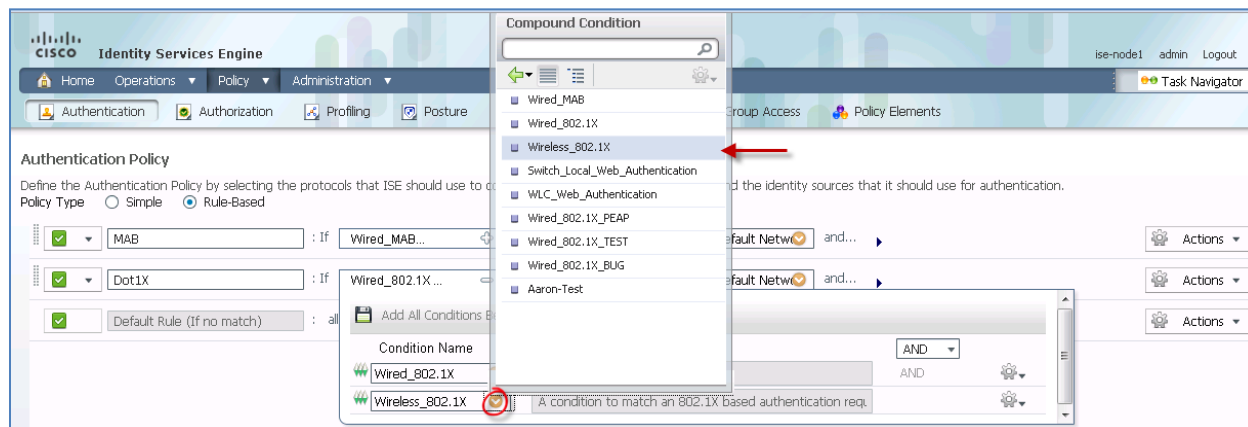 Compound Condition
CISCO Identity Services Engine
ise-node1 admin Logout
Home Operations Policy Administration
Task Navigator
Authentication Authorization Profiling Posture Group Access Policy Elements
Wired_MAB
Wired_802.1X
Wireless_802.1X
Switch_Local_Web_Authentication
WLC_Web_Authentication
Wired_802.1X_PEAP
Wired_802.1X_TEST
Wired_802.1X_BUG
Aaron-Test
Authentication Policy
Define the Authentication Policy by selecting the protocols that ISE should use to the identity sources that it should use for authentication.
Policy Type Simple Rule-Based
MAB : If Wired_MAB... and... Actions
Dot1X : If Wired_802.1X ... and... Actions
Default Rule (If no match) : Actions
Add All Conditions
Condition Name AND
Wired_802.1X AND
Wireless_802.1X A condition to match an 802.1X based authentication requ